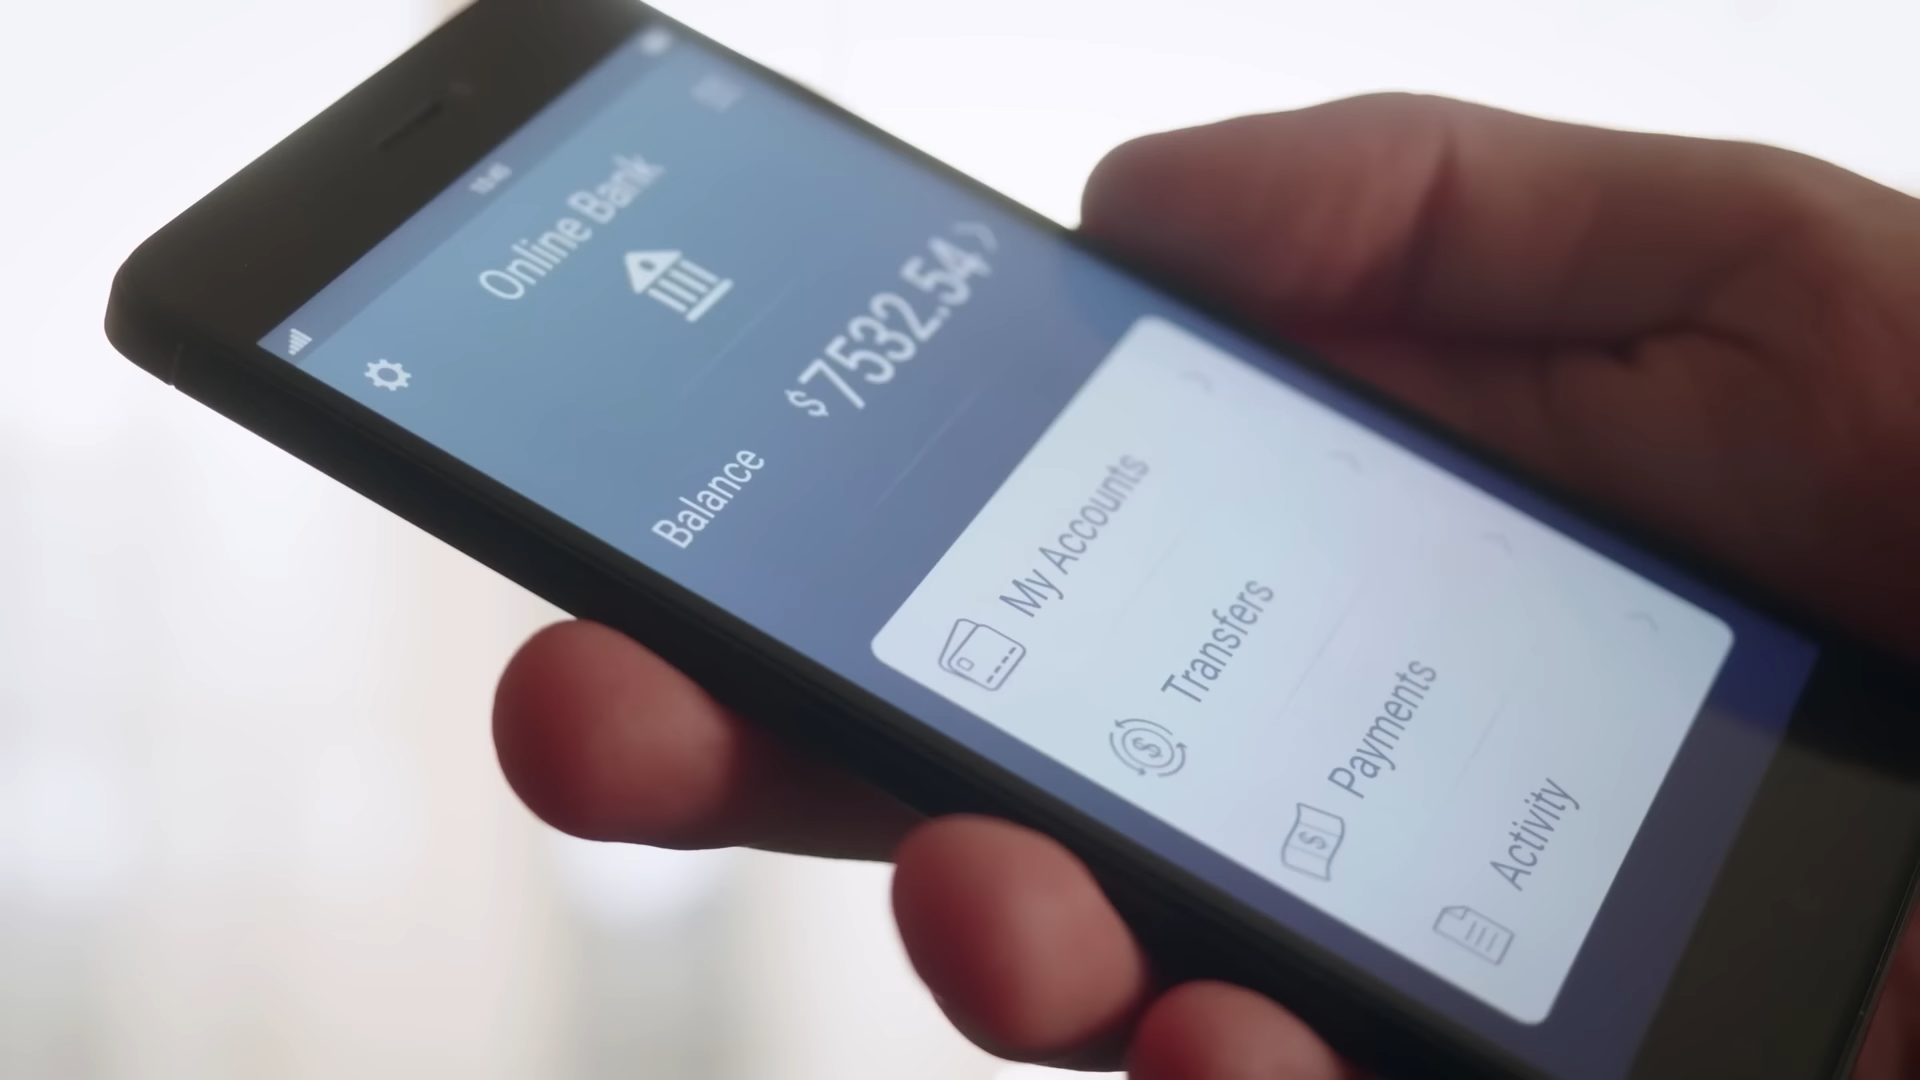 Online Bank
Balance $7532.54
My Accounts
Transfers
Payments
Activity